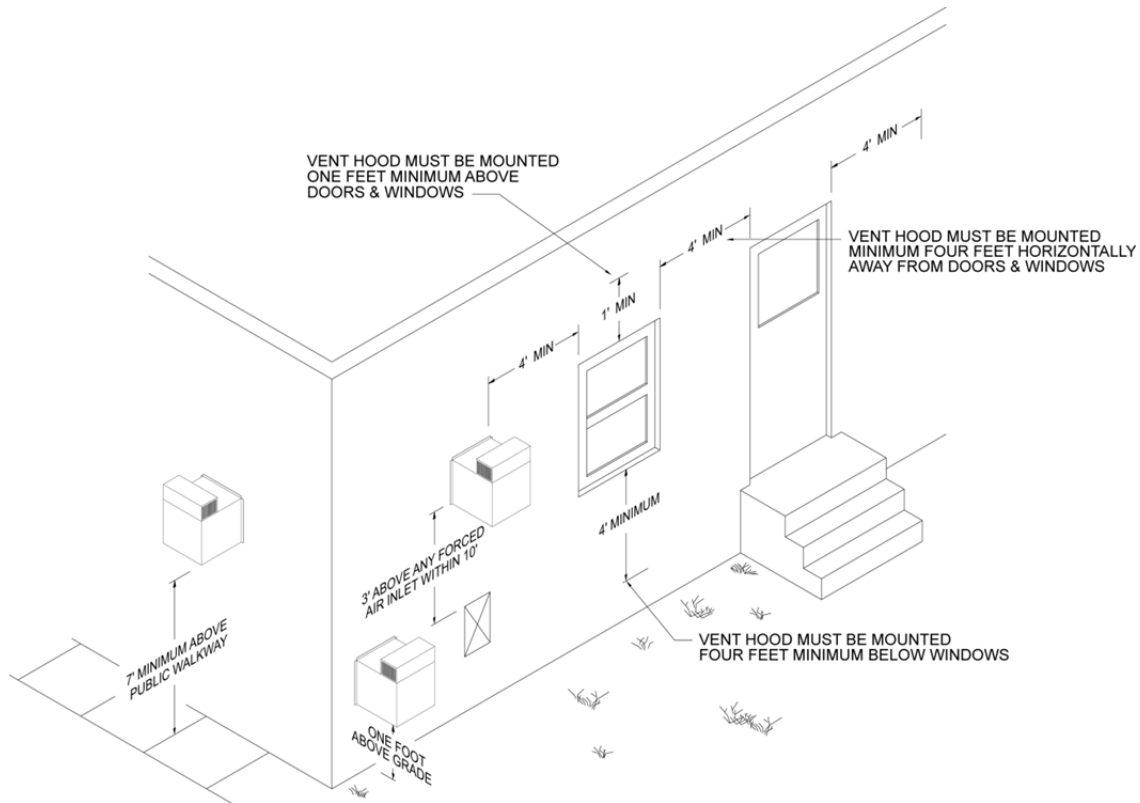 4' MIN
VENT HOOD MUST BE MOUNTED
ONE FEET MINIMUM ABOVE
DOORS & WINDOWS
4' MIN
VENT HOOD MUST BE MOUNTED
MINIMUM FOUR FEET HORIZONTALLY
AWAY FROM DOORS & WINDOWS
1' MIN
4' MIN
4' MINIMUM
3' ABOVE ANY FORCED
AIR INLET WITHIN 10'
7' MINIMUM ABOVE
PUBLIC WALKWAY
VENT HOOD MUST BE MOUNTED
FOUR FEET MINIMUM BELOW WINDOWS
ONE FOOT
ABOVE GRADE